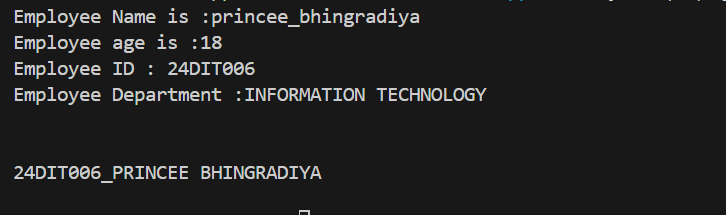 Employee Name is :princee_bhingradiya
Employee age is :18
Employee ID : 24DIT006
Employee Department :INFORMATION TECHNOLOGY
24DIT006_PRINCEE BHINGRADIYA